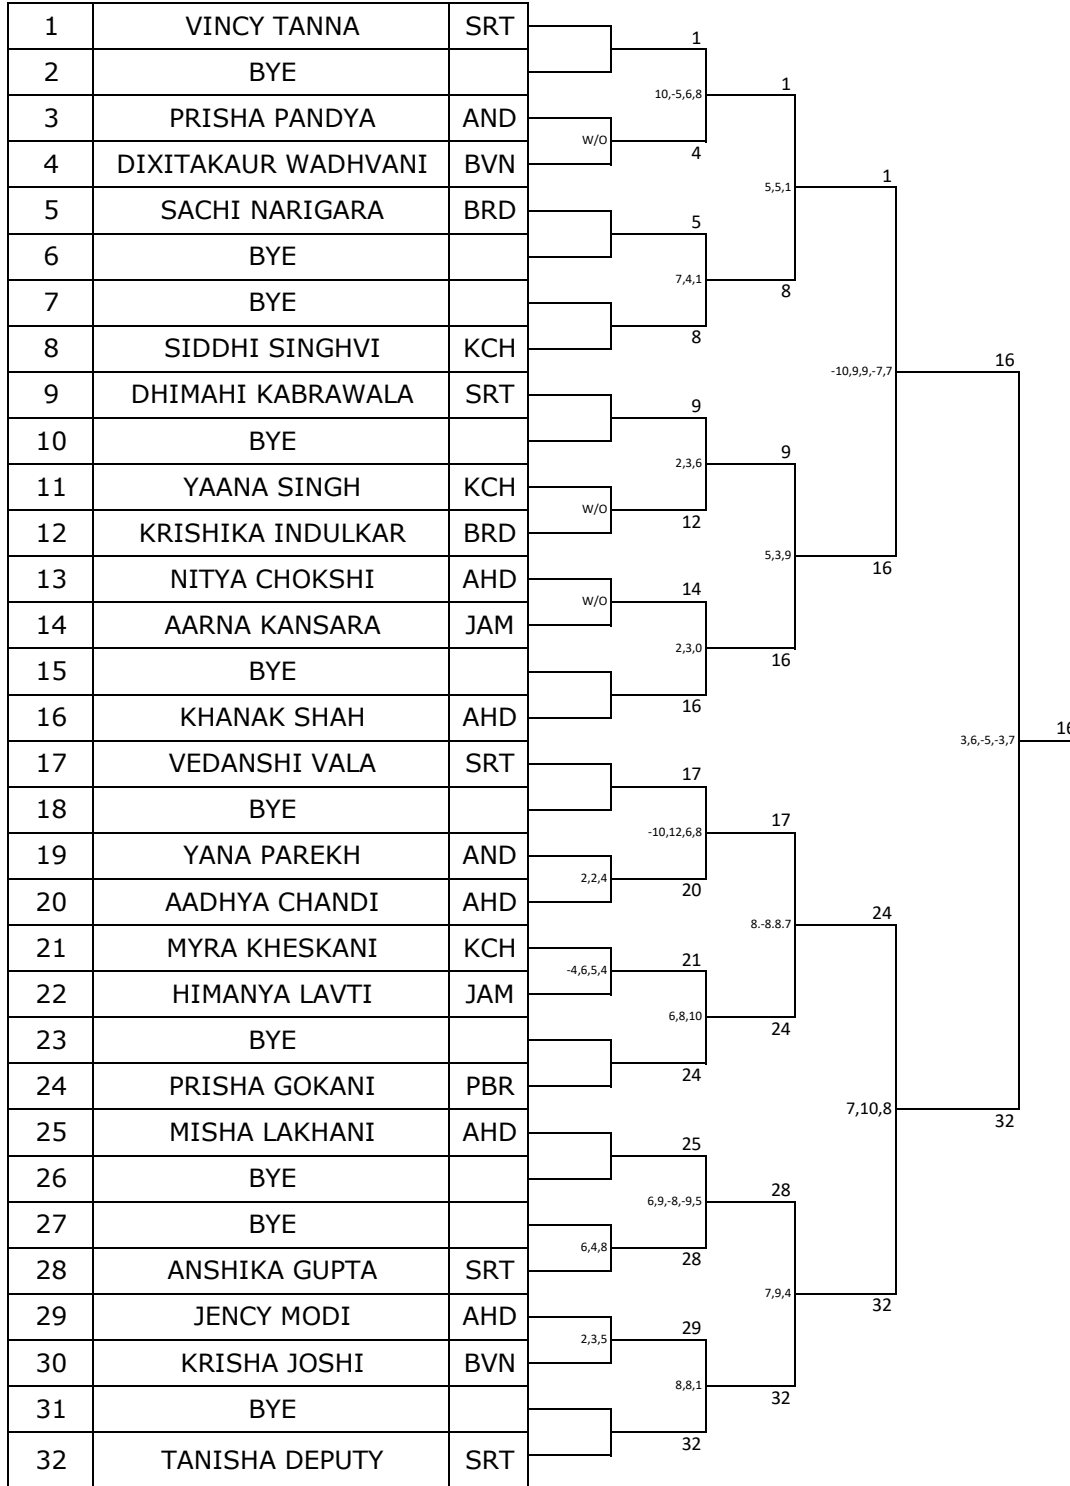 1 VINCY TANNA SRT
1
2 BYE
10,-5,6,8
1
3 PRISHA PANDYA AND
W/O
4
4 DIXITAKAUR WADHVANI BVN
1
5,5,1
5 SACHI NARIGARA BRD
5
6 BYE
7,4,1
8
7 BYE
8
8 SIDDHI SINGHVI KCH
16
-10,9,9,-7,7
9 DHIMAHI KABRAWALA SRT
9
10 BYE
2,3,6
9
11 YAANA SINGH KCH
W/O
12
12 KRISHIKA INDULKAR BRD
5,3,9
16
13 NITYA CHOKSHI AHD
W/O
14
14 AARNA KANSARA JAM
2,3,0
16
15 BYE
16
16 KHANAK SHAH AHD
3,6,-5,-3,7
16
17 VEDANSHI VALA SRT
17
18 BYE
-10,12,6,8
17
19 YANA PAREKH AND
2,2,4
20
20 AADHYA CHANDI AHD
24
8.-8.8.7
21 MYRA KHESKANI KCH
-4,6,5,4
21
22 HIMANYA LAVTI JAM
6,8,10
24
23 BYE
24
24 PRISHA GOKANI PBR
7,10,8
32
25 MISHA LAKHANI AHD
25
26 BYE
6,9,-8,-9,5
28
27 BYE
6,4,8
28
28 ANSHIKA GUPTA SRT
7,9,4
32
29 JENCY MODI AHD
2,3,5
29
30 KRISHA JOSHI BVN
8,8,1
32
31 BYE
32
32 TANISHA DEPUTY SRT